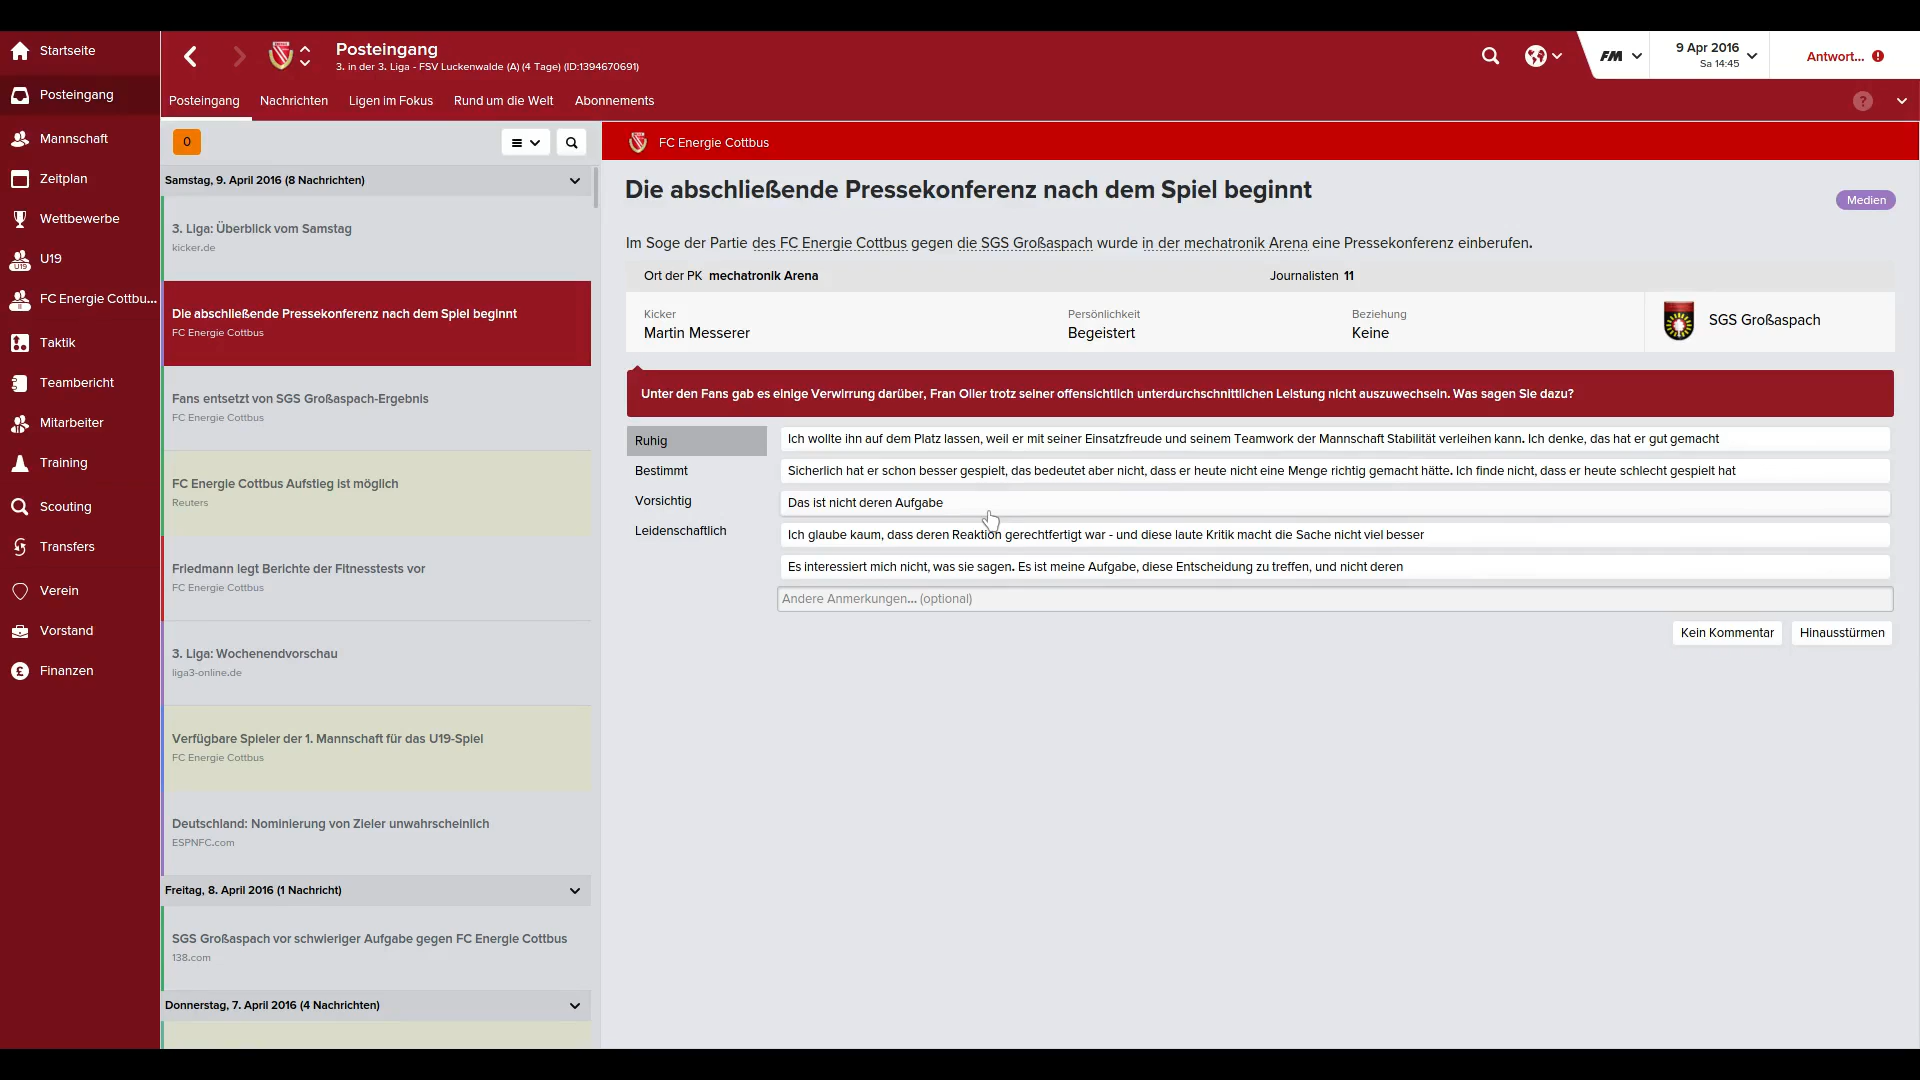 Startseite
Posteingang
Mannschaft
Zeitplan
Wettbewerbe
U19
U19
FC Energie Cottbu...
II
Taktik
Teambericht
Mitarbeiter
Training
Scouting
Transfers
Verein
Vorstand
Finanzen
Posteingang
3. in der 3. Liga - FSV Luckenwalde (A) (4 Tage) (ID:1394670691)
FM
9 Apr 2016
Sa 14:45
Antwort...
Posteingang
Nachrichten
Ligen im Fokus
Rund um die Welt
Abonnements
?
0
Samstag, 9. April 2016 (8 Nachrichten)
3. Liga: Überblick vom Samstag
kicker.de
Die abschließende Pressekonferenz nach dem Spiel beginnt
FC Energie Cottbus
Fans entsetzt von SGS Großaspach-Ergebnis
FC Energie Cottbus
FC Energie Cottbus Aufstieg ist möglich
Reuters
Friedmann legt Berichte der Fitnesstests vor
FC Energie Cottbus
3. Liga: Wochenendvorschau
liga3-online.de
Verfügbare Spieler der 1. Mannschaft für das U19-Spiel
FC Energie Cottbus
Deutschland: Nominierung von Zieler unwahrscheinlich
ESPNFC.com
Freitag, 8. April 2016 (1 Nachricht)
SGS Großaspach vor schwieriger Aufgabe gegen FC Energie Cottbus
138.com
Donnerstag, 7. April 2016 (4 Nachrichten)
FC Energie Cottbus
Die abschließende Pressekonferenz nach dem Spiel beginnt
Medien
Im Soge der Partie des FC Energie Cottbus gegen die SGS Großaspach wurde in der mechatronik Arena eine Pressekonferenz einberufen.
Ort der PK mechatronik Arena
Journalisten 11
Kicker
Martin Messerer
Persönlichkeit
Begeistert
Beziehung
Keine
SGS Großaspach
Unter den Fans gab es einige Verwirrung darüber, Fran Oller trotz seiner offensichtlich unterdurchschnittlichen Leistung nicht auszuwechseln. Was sagen Sie dazu?
Ruhig
Bestimmt
Vorsichtig
Leidenschaftlich
Ich wollte ihn auf dem Platz lassen, weil er mit seiner Einsatzfreude und seinem Teamwork der Mannschaft Stabilität verleihen kann. Ich denke, das hat er gut gemacht
Sicherlich hat er schon besser gespielt, das bedeutet aber nicht, dass er heute nicht eine Menge richtig gemacht hätte. Ich finde nicht, dass er heute schlecht gespielt hat
Das ist nicht deren Aufgabe
Ich glaube kaum, dass deren Reaktion gerechtfertigt war - und diese laute Kritik macht die Sache nicht viel besser
Es interessiert mich nicht, was sie sagen. Es ist meine Aufgabe, diese Entscheidung zu treffen, und nicht deren
Andere Anmerkungen... (optional)
Kein Kommentar
Hinausstürmen